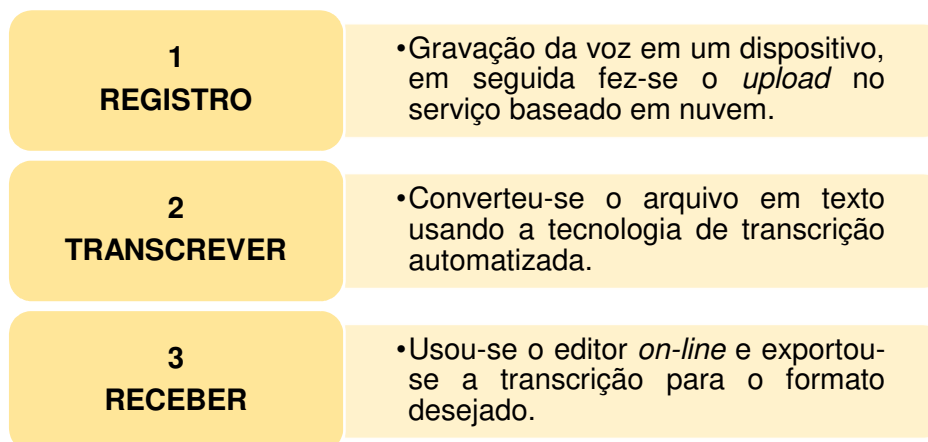 1
REGISTRO
•Gravação da voz em um dispositivo,
em seguida fez-se o upload no
serviço baseado em nuvem.
2
TRANSCREVER
•Converteu-se o arquivo em texto
usando a tecnologia de transcrição
automatizada.
3
RECEBER
•Usou-se o editor on-line e exportou-
se a transcrição para o formato
desejado.